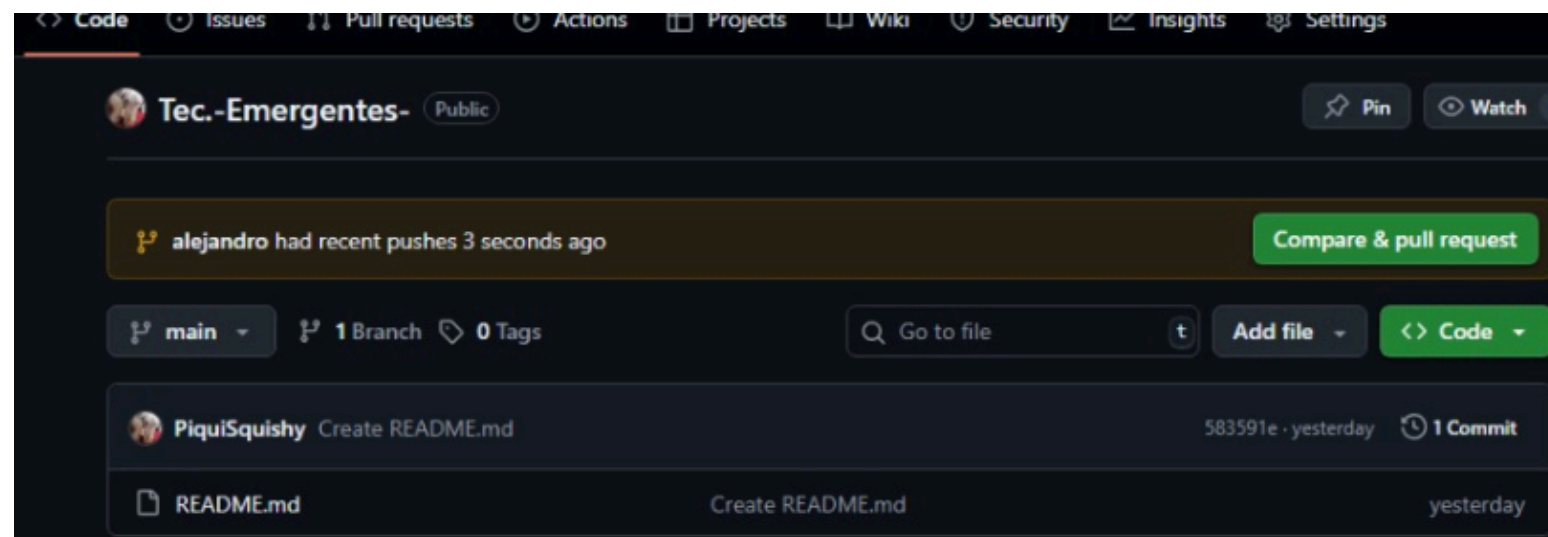 Code Issues Pull requests Actions Projects Wiki Security Insights Settings
Tec.-Emergentes- Public Pin Watch
alejandro had recent pushes 3 seconds ago Compare & pull request
main 1 Branch 0 Tags Go to file t Add file Code
PiquiSquishy Create README.md 583591e · yesterday 1 Commit
README.md Create README.md yesterday